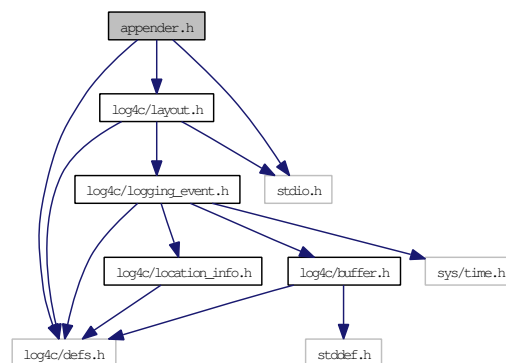 appender.h
log4c/layout.h
log4c/logging_event.h
stdio.h
log4c/location_info.h
log4c/buffer.h
sys/time.h
log4c/defs.h
stddef.h